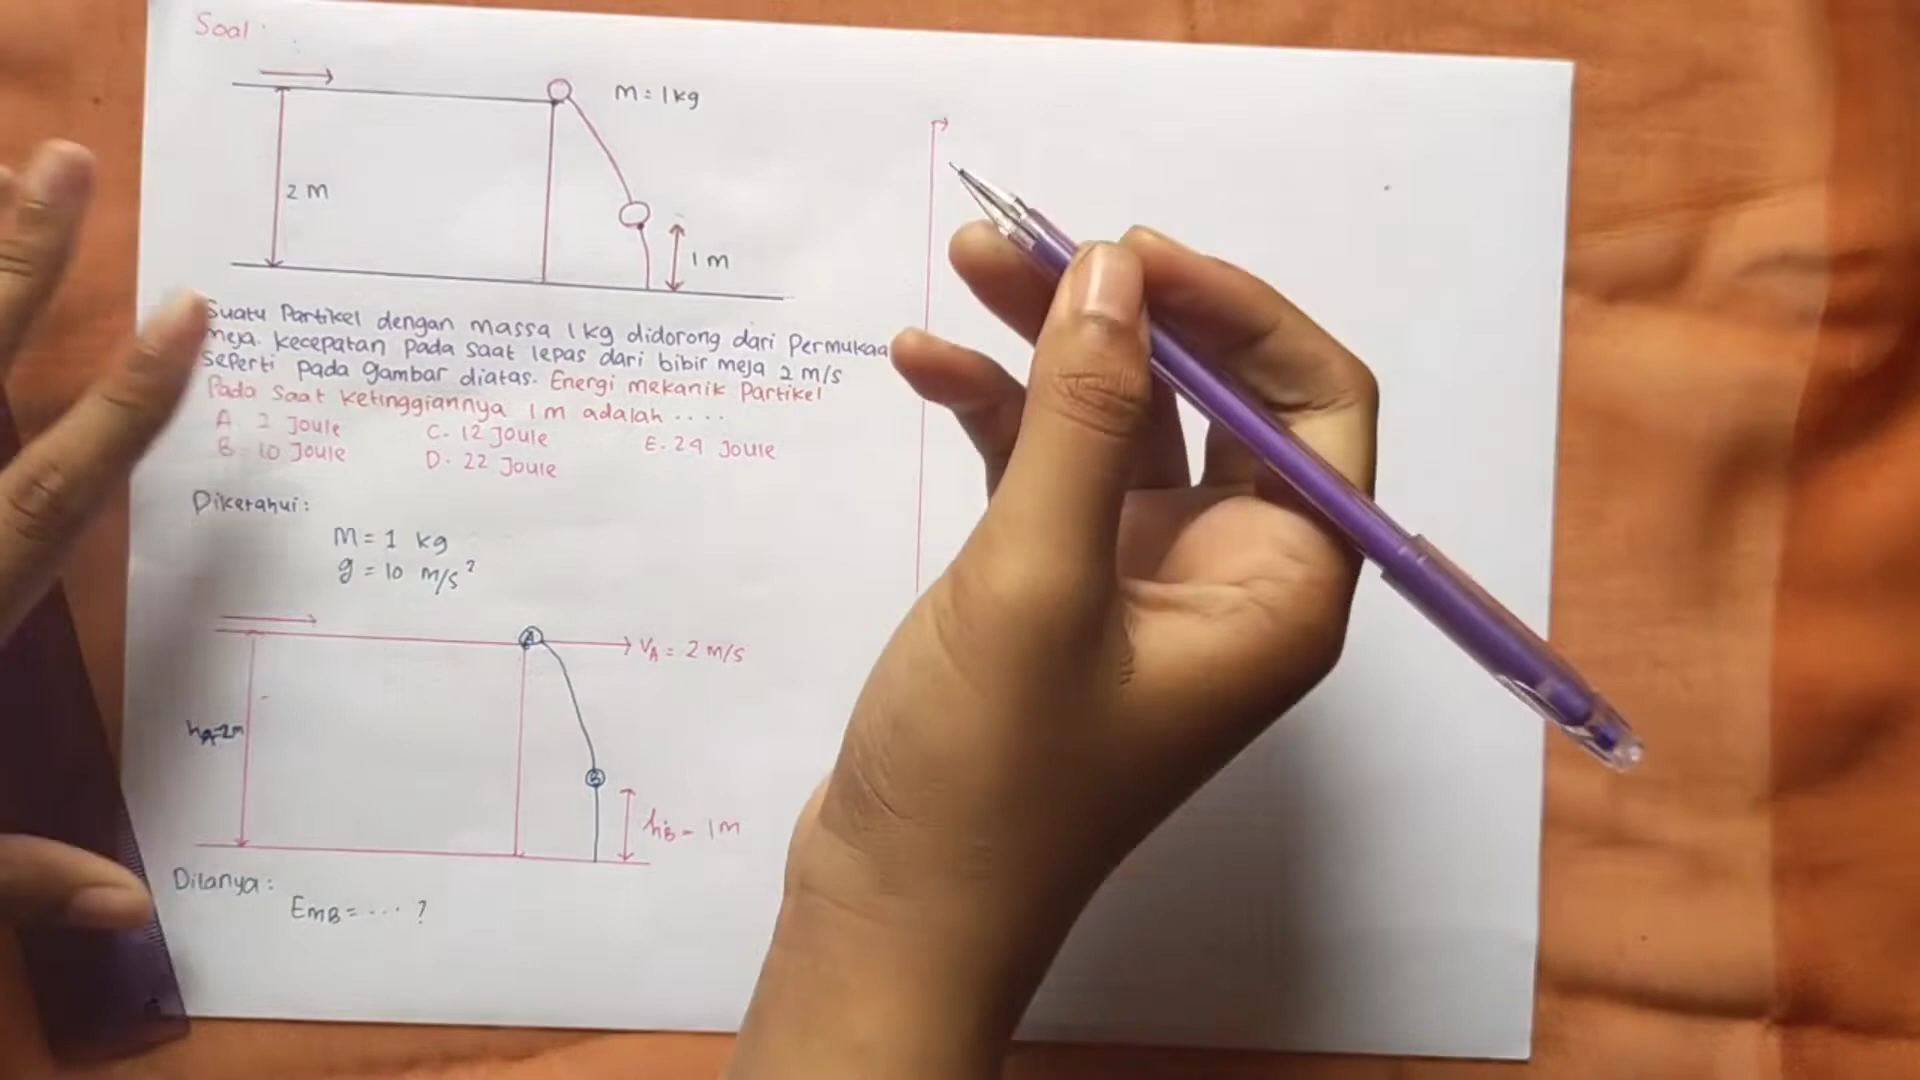 Soal :
m = 1 kg
2 m
1 m
Suatu Partikel dengan massa 1 kg didorong dari Permukaa
meja. kecepatan pada saat lepas dari bibir meja 2 m/s
seperti pada gambar diatas. Energi mekanik Partikel
Pada saat ketinggiannya 1 m adalah ....
A. 2 Joule C. 12 Joule E. 24 Joule
B. 10 Joule D. 22 Joule
Diketahui :
m = 1 kg
g = 10 m/s²
A
VA = 2 m/s
hA=2m
B
hB = 1m
Ditanya :
EmB = ... ?